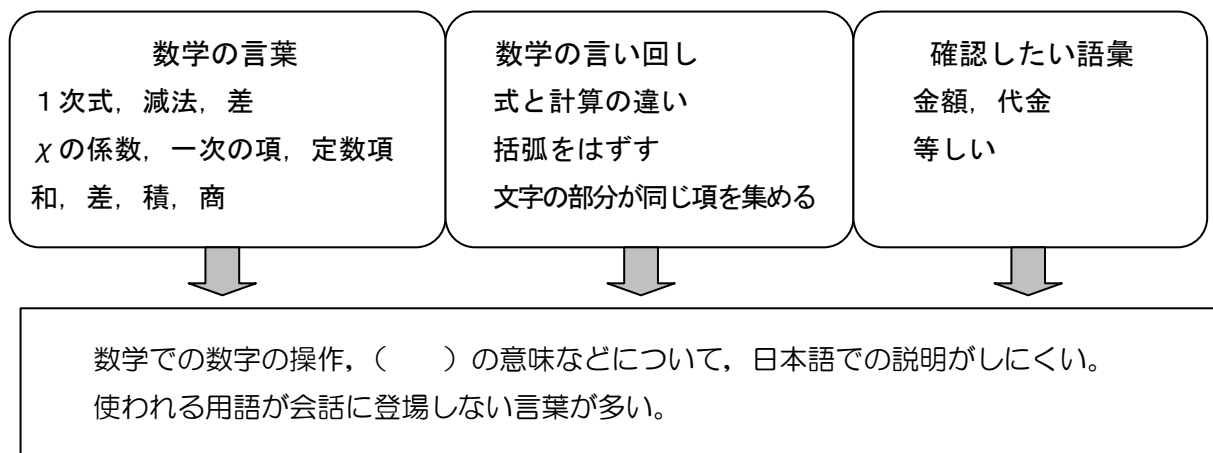 数学の言葉
１次式，減法，差
χの係数，一次の項，定数項
和，差，積，商
数学の言い回し
式と計算の違い
括弧をはずす
文字の部分が同じ項を集める
確認したい語彙
金額，代金
等しい
数学での数字の操作，（　　）の意味などについて，日本語での説明がしにくい。
使われる用語が会話に登場しない言葉が多い。